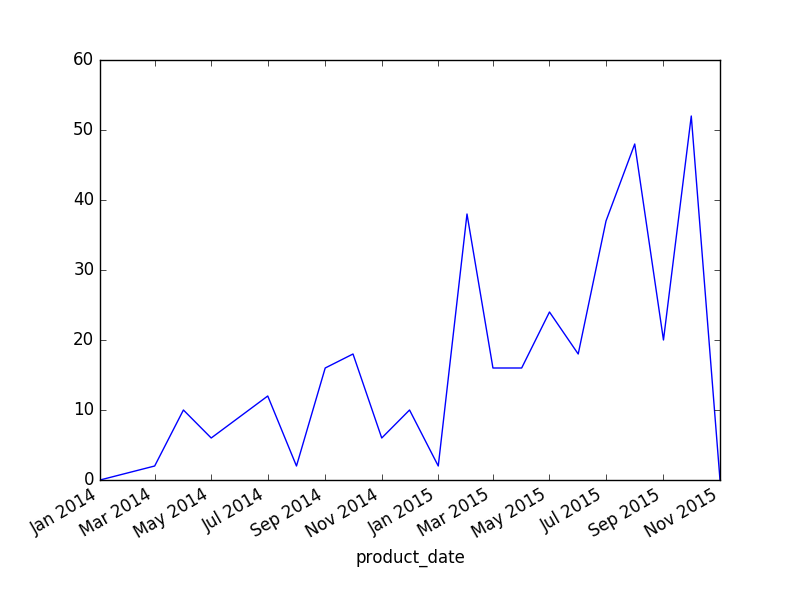 60
50
40
30
20
10
0
Jan 2014
Mar 2014
May 2014
Jul 2014
Sep 2014
Nov 2014
Jan 2015
Mar 2015
May 2015
Jul 2015
Sep 2015
Nov 2015
product_date